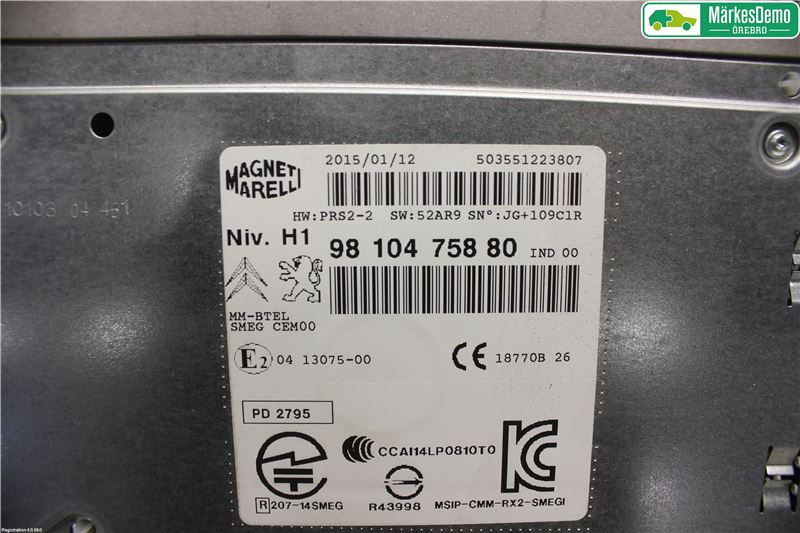 MärkesDemo
ÖREBRO
2015/01/12 503551223807
MAGNETI
MARELLI
HW:PRS2-2 SW:52AR9 SN°:JG+109C1R
Niv. H1 98 104 758 80 IND 00
MM-BTEL
SMEG CEM00
E2 04 13075-00 CE 18770B 26
PD 2795
CCAI14LP0810T0
R 207-14SMEG R43998 MSIP-CMM-RX2-SMEGI